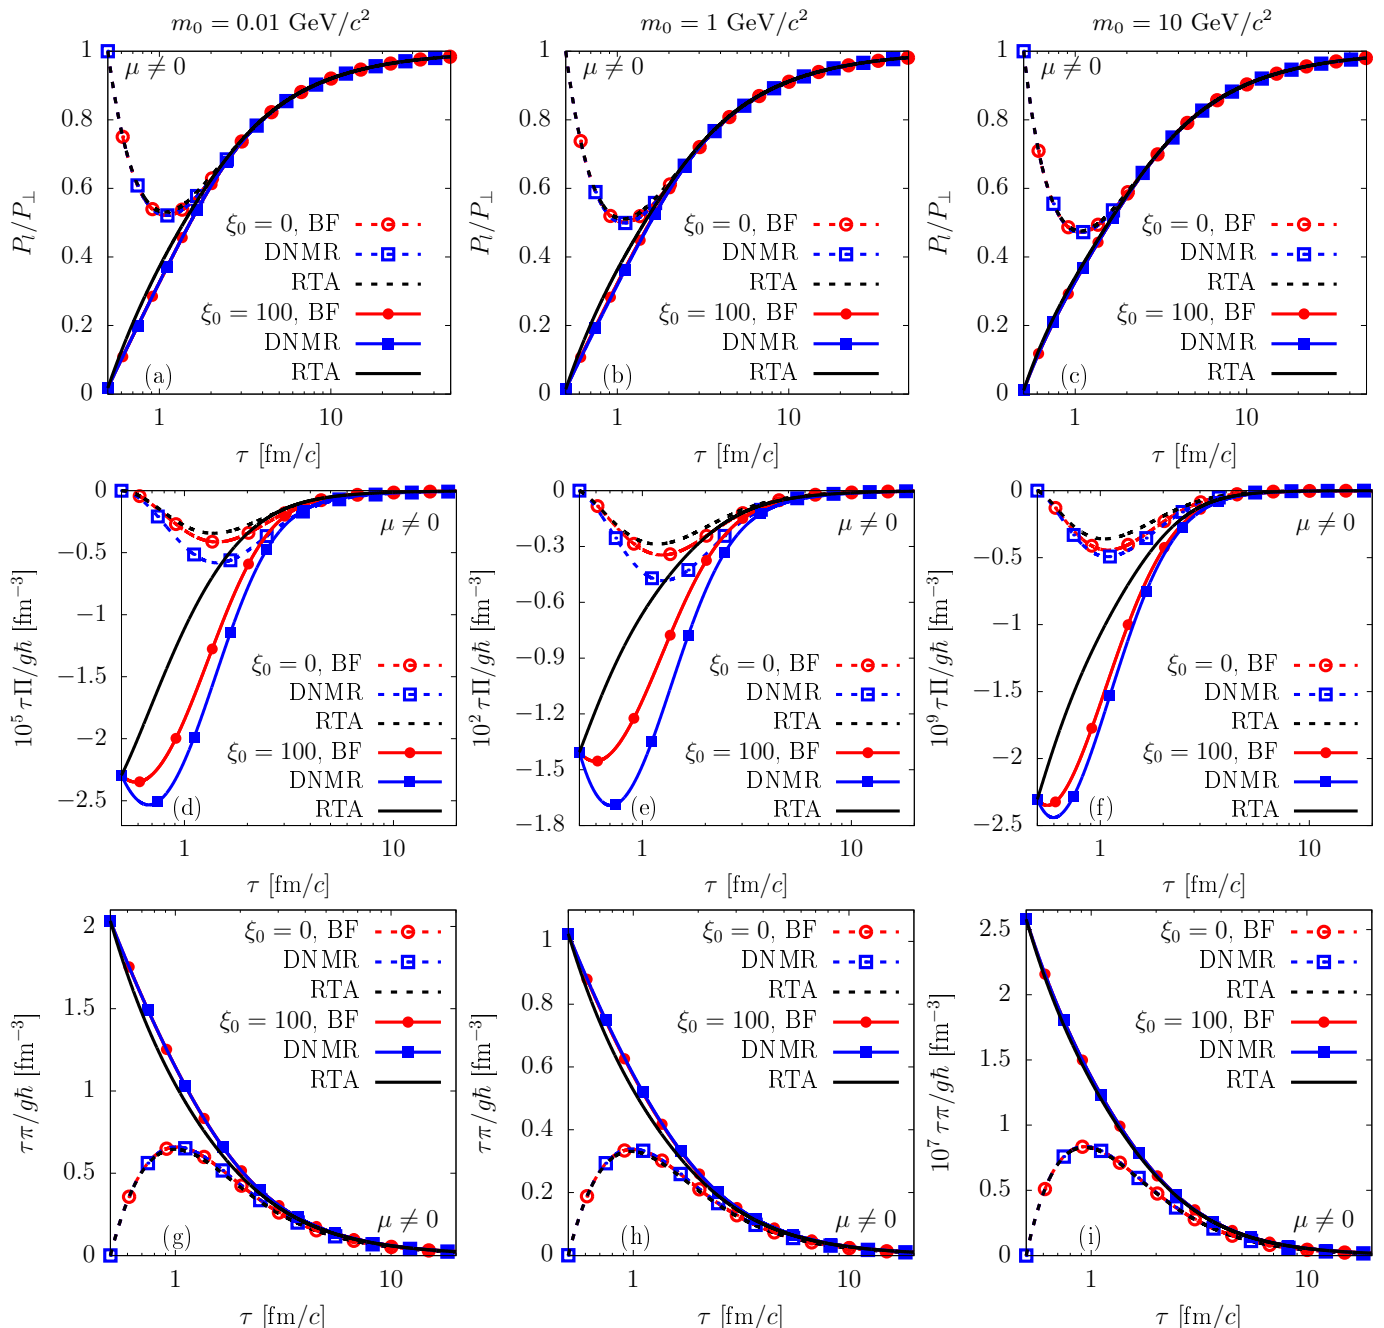 m₀ = 0.01 GeV/c²
m₀ = 1 GeV/c²
m₀ = 10 GeV/c²
1
0.8
0.6
0.4
0.2
0
P_l/P_⊥
μ ≠ 0
ξ₀ = 0, BF
DNMR
RTA
ξ₀ = 100, BF
DNMR
RTA
(a)
1
10
τ [fm/c]
1
0.8
0.6
0.4
0.2
0
P_l/P_⊥
μ ≠ 0
ξ₀ = 0, BF
DNMR
RTA
ξ₀ = 100, BF
DNMR
RTA
(b)
1
10
τ [fm/c]
1
0.8
0.6
0.4
0.2
0
P_l/P_⊥
μ ≠ 0
ξ₀ = 0, BF
DNMR
RTA
ξ₀ = 100, BF
DNMR
RTA
(c)
1
10
τ [fm/c]
0
−0.5
−1
−1.5
−2
−2.5
10⁵ τΠ/għ [fm⁻³]
μ ≠ 0
ξ₀ = 0, BF
DNMR
RTA
ξ₀ = 100, BF
DNMR
RTA
(d)
1
10
τ [fm/c]
0
−0.3
−0.6
−0.9
−1.2
−1.5
−1.8
10² τΠ/għ [fm⁻³]
μ ≠ 0
ξ₀ = 0, BF
DNMR
RTA
ξ₀ = 100, BF
DNMR
RTA
(e)
1
10
τ [fm/c]
0
−0.5
−1
−1.5
−2
−2.5
10⁹ τΠ/għ [fm⁻³]
μ ≠ 0
ξ₀ = 0, BF
DNMR
RTA
ξ₀ = 100, BF
DNMR
RTA
(f)
1
10
τ [fm/c]
2
1.5
1
0.5
0
τπ/għ [fm⁻³]
ξ₀ = 0, BF
DNMR
RTA
ξ₀ = 100, BF
DNMR
RTA
μ ≠ 0
(g)
1
10
τ [fm/c]
1
0.8
0.6
0.4
0.2
0
τπ/għ [fm⁻³]
ξ₀ = 0, BF
DNMR
RTA
ξ₀ = 100, BF
DNMR
RTA
μ ≠ 0
(h)
1
10
τ [fm/c]
2.5
2
1.5
1
0.5
0
10⁷ τπ/għ [fm⁻³]
ξ₀ = 0, BF
DNMR
RTA
ξ₀ = 100, BF
DNMR
RTA
μ ≠ 0
(i)
1
10
τ [fm/c]